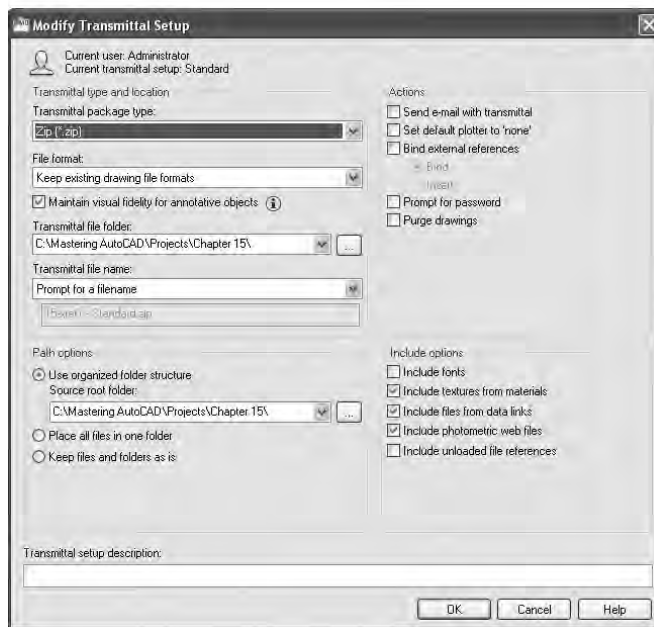 Modify Transmittal Setup
Current user: Administrator
Current transmittal setup: Standard
Transmittal type and location
Transmittal package type:
Zip (*.zip)
File format:
Keep existing drawing file formats
Maintain visual fidelity for annotative objects
Transmittal file folder:
C:\Mastering AutoCAD\Projects\Chapter 15\
...
Transmittal file name:
Prompt for a filename
- Standard.zip
Path options
Use organized folder structure
Source root folder:
C:\Mastering AutoCAD\Projects\Chapter 15\
...
Place all files in one folder
Keep files and folders as is
Actions
Send e-mail with transmittal
Set default plotter to 'none'
Bind external references
Bind
Insert
Prompt for password
Purge drawings
Include options
Include fonts
Include textures from materials
Include files from data links
Include photometric web files
Include unloaded file references
Transmittal setup description:
OK
Cancel
Help